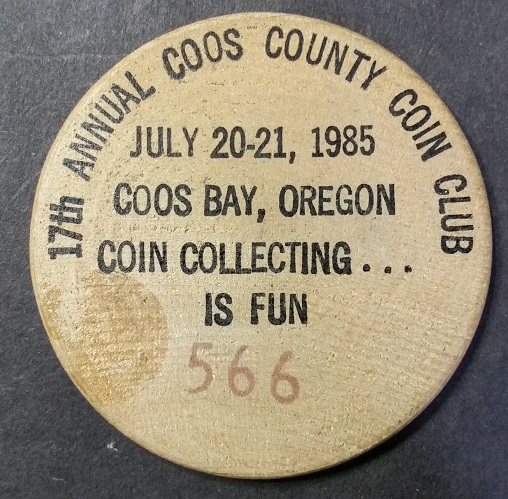 17th ANNUAL COOS COUNTY COIN CLUB
JULY 20-21, 1985
COOS BAY, OREGON
COIN COLLECTING...
IS FUN
566